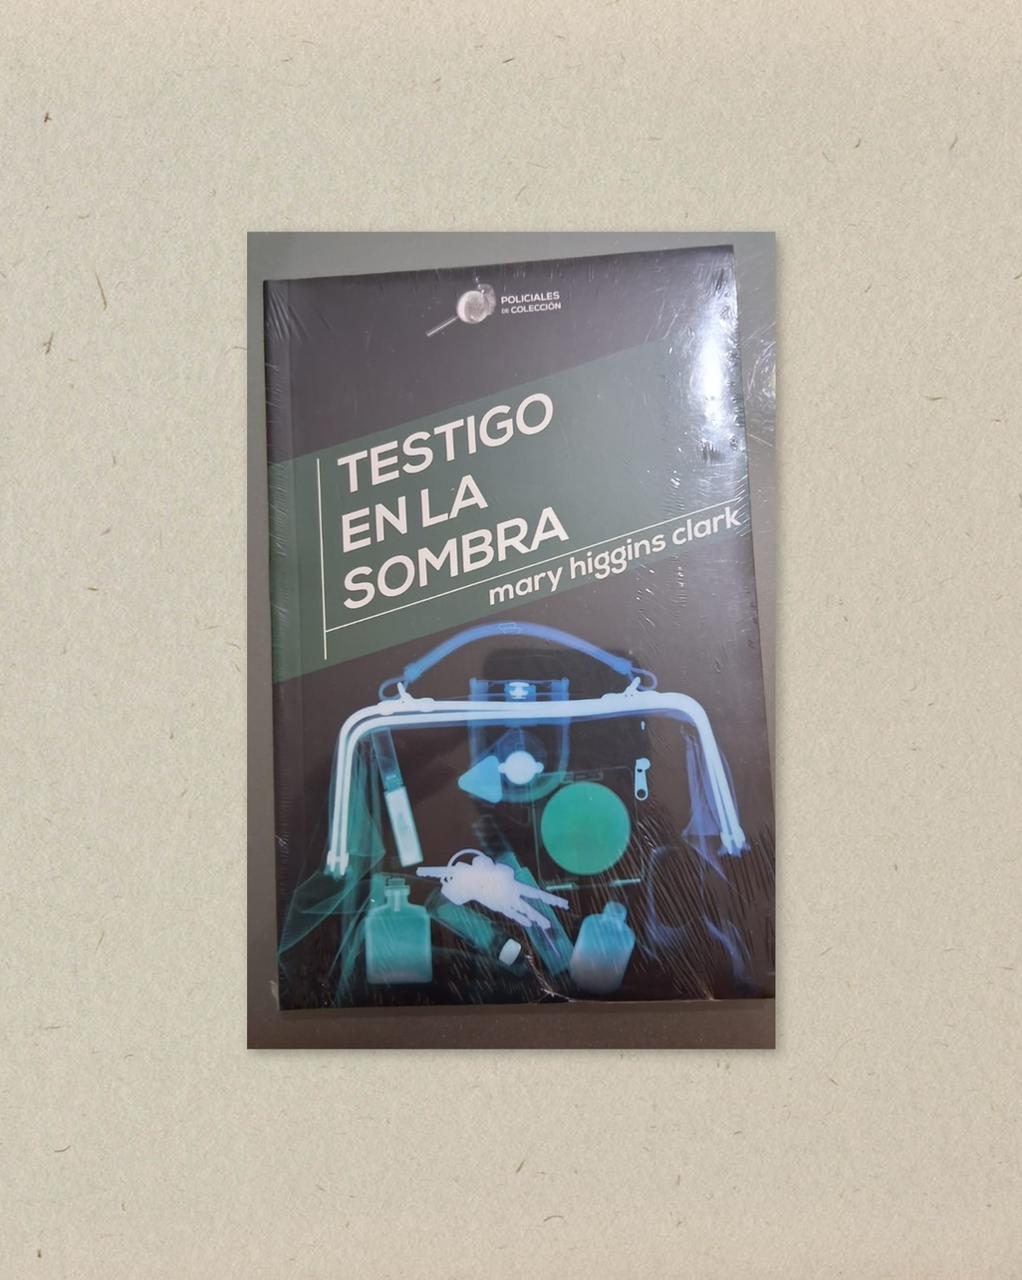 POLICIALES
DE COLECCIÓN
TESTIGO
EN LA
SOMBRA
mary higgins clark